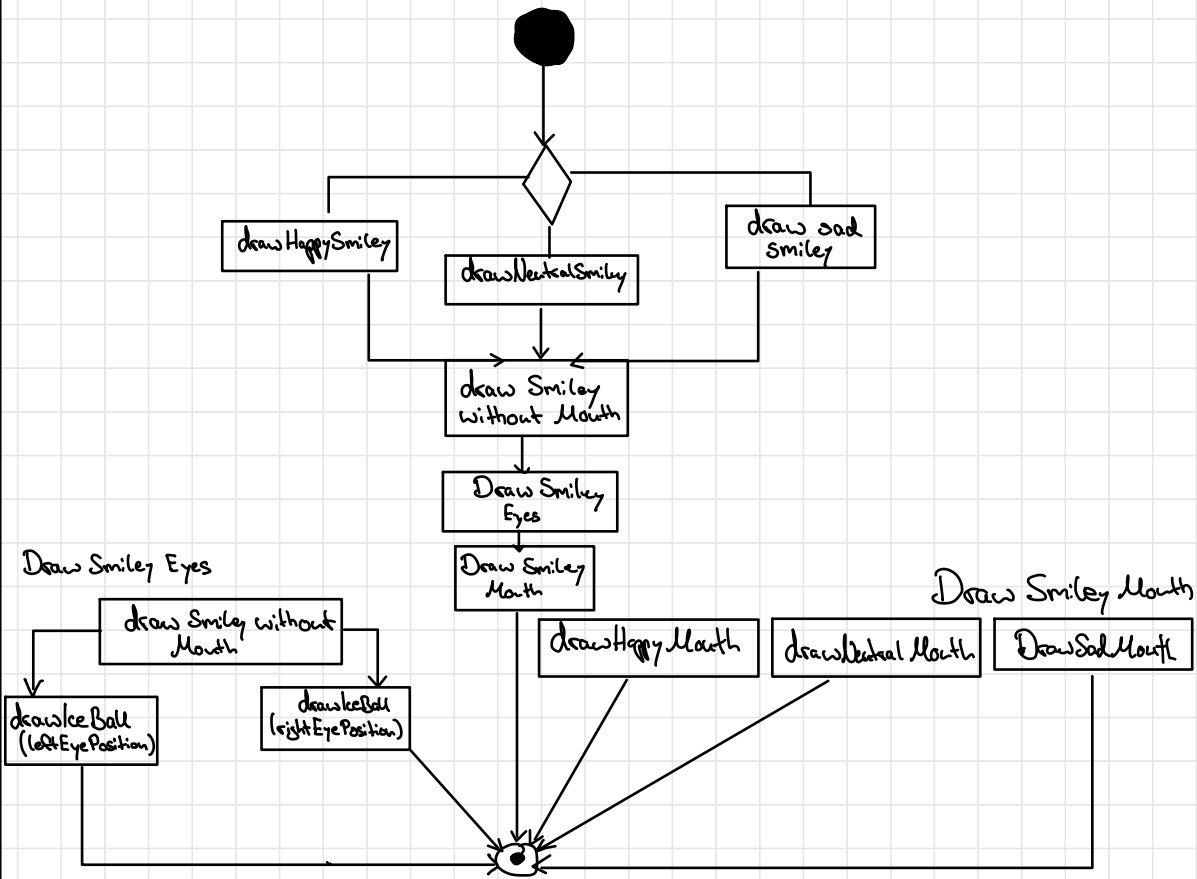 drawHappySmiley
draw sad
smiley
drawNeutralSmiley
draw Smiley
without Mouth
Draw Smiley
Eyes
Draw Smiley Eyes
Draw Smiley
Mouth
Draw Smiley Mouth
draw Smiley without
Mouth
drawHappyMouth
drawNeutralMouth
DrawSadMouth
drawIceBall
(leftEyePosition)
drawIceBall
(rightEyePosition)